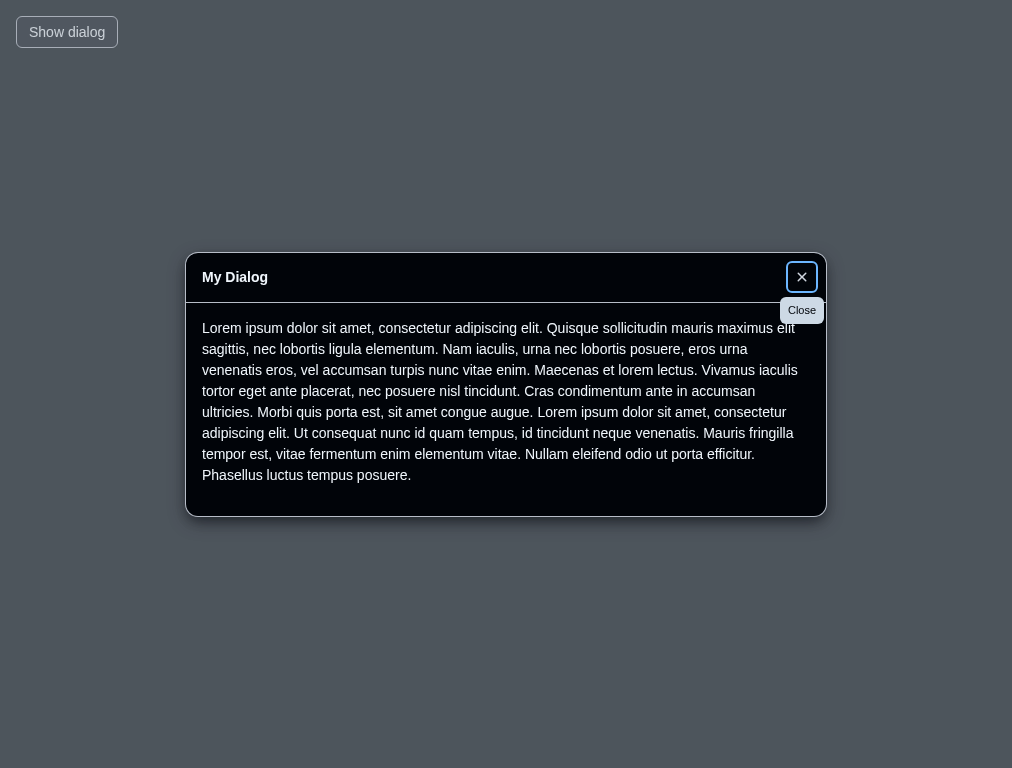 Show dialog
My Dialog
Close
Lorem ipsum dolor sit amet, consectetur adipiscing elit. Quisque sollicitudin mauris maximus elit
sagittis, nec lobortis ligula elementum. Nam iaculis, urna nec lobortis posuere, eros urna
venenatis eros, vel accumsan turpis nunc vitae enim. Maecenas et lorem lectus. Vivamus iaculis
tortor eget ante placerat, nec posuere nisl tincidunt. Cras condimentum ante in accumsan
ultricies. Morbi quis porta est, sit amet congue augue. Lorem ipsum dolor sit amet, consectetur
adipiscing elit. Ut consequat nunc id quam tempus, id tincidunt neque venenatis. Mauris fringilla
tempor est, vitae fermentum enim elementum vitae. Nullam eleifend odio ut porta efficitur.
Phasellus luctus tempus posuere.